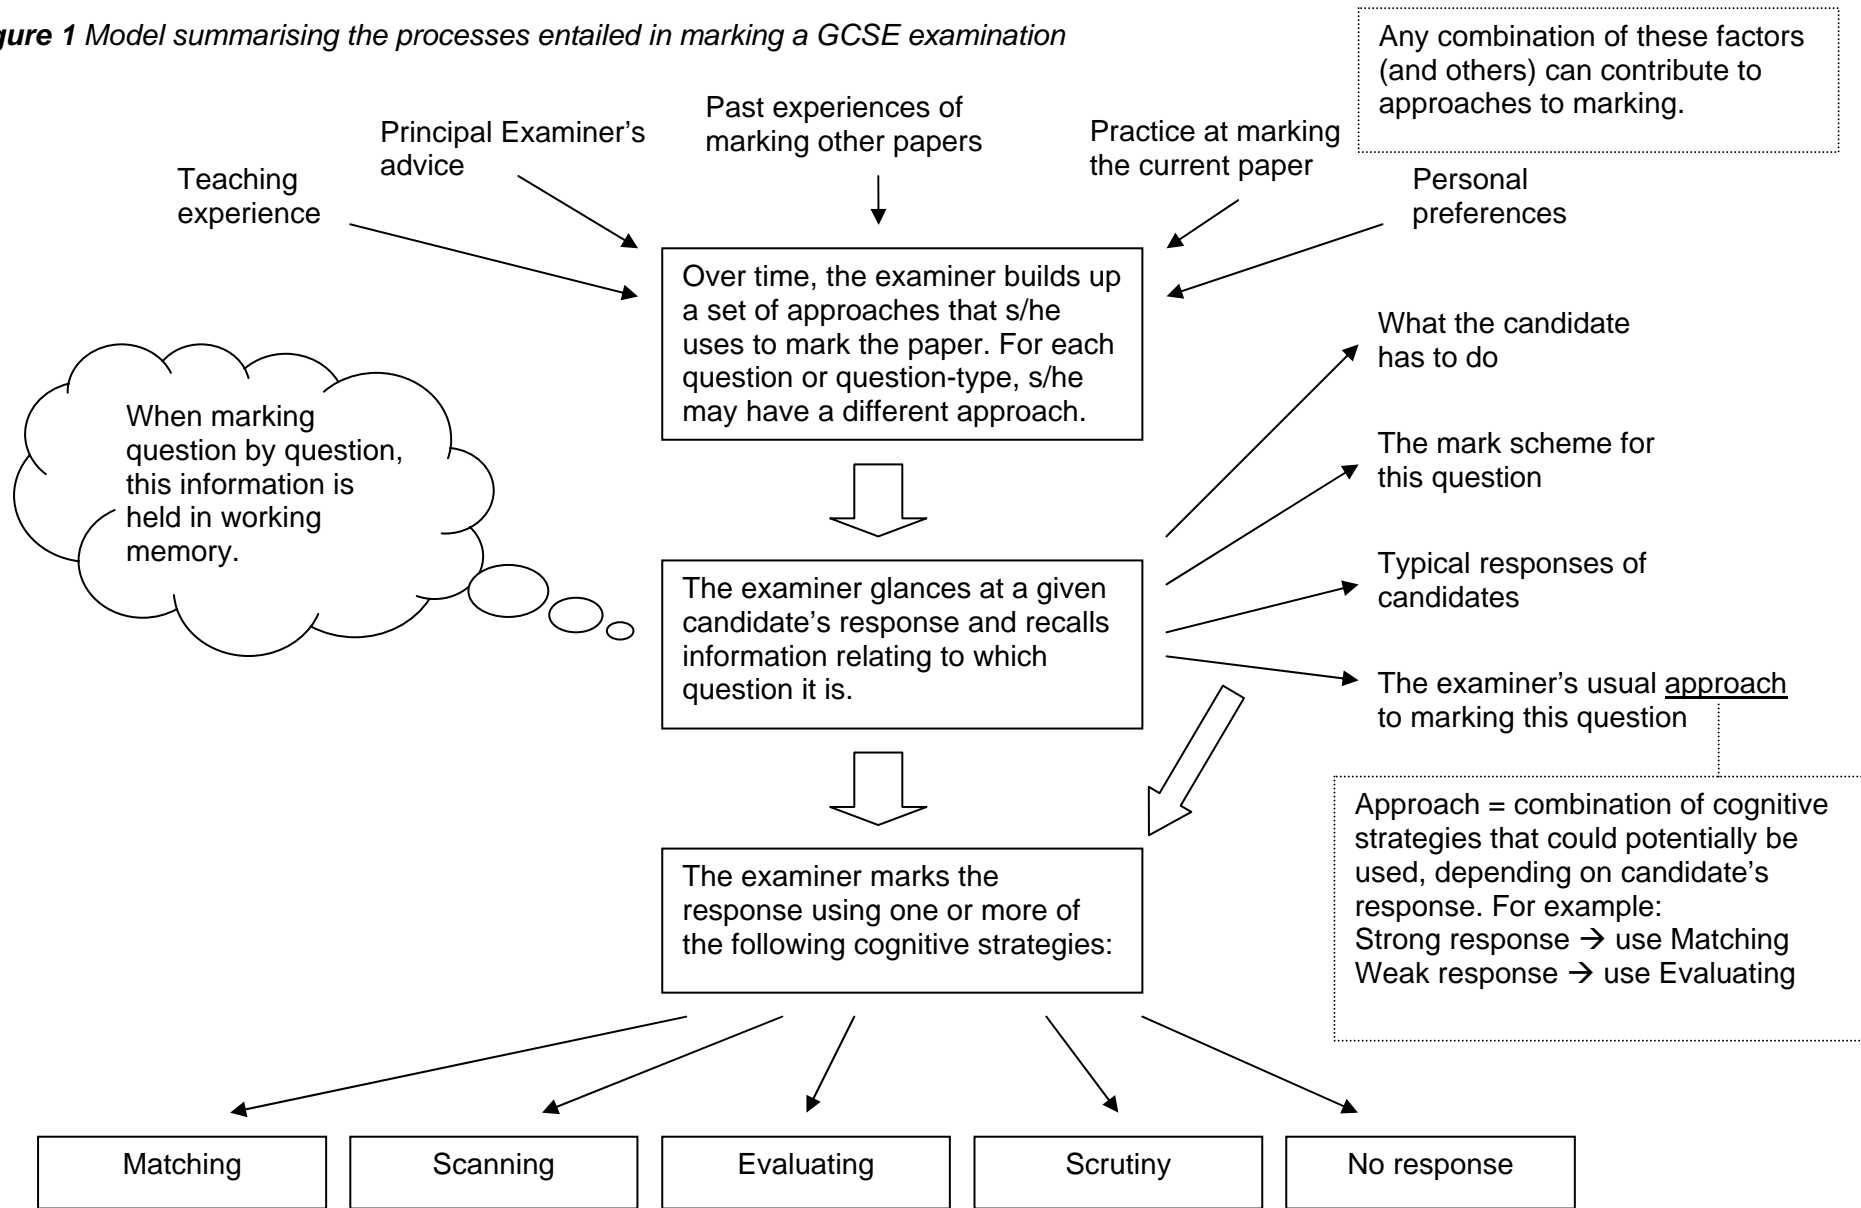 gure 1 Model summarising the processes entailed in marking a GCSE examination
Any combination of these factors
(and others) can contribute to
approaches to marking.
Teaching
experience
Principal Examiner’s
advice
Past experiences of
marking other papers
Practice at marking
the current paper
Personal
preferences
Over time, the examiner builds up
a set of approaches that s/he
uses to mark the paper. For each
question or question-type, s/he
may have a different approach.
When marking
question by question,
this information is
held in working
memory.
What the candidate
has to do
The mark scheme for
this question
Typical responses of
candidates
The examiner’s usual approach
to marking this question
The examiner glances at a given
candidate’s response and recalls
information relating to which
question it is.
Approach = combination of cognitive
strategies that could potentially be
used, depending on candidate’s
response. For example:
Strong response → use Matching
Weak response → use Evaluating
The examiner marks the
response using one or more of
the following cognitive strategies:
Matching
Scanning
Evaluating
Scrutiny
No response